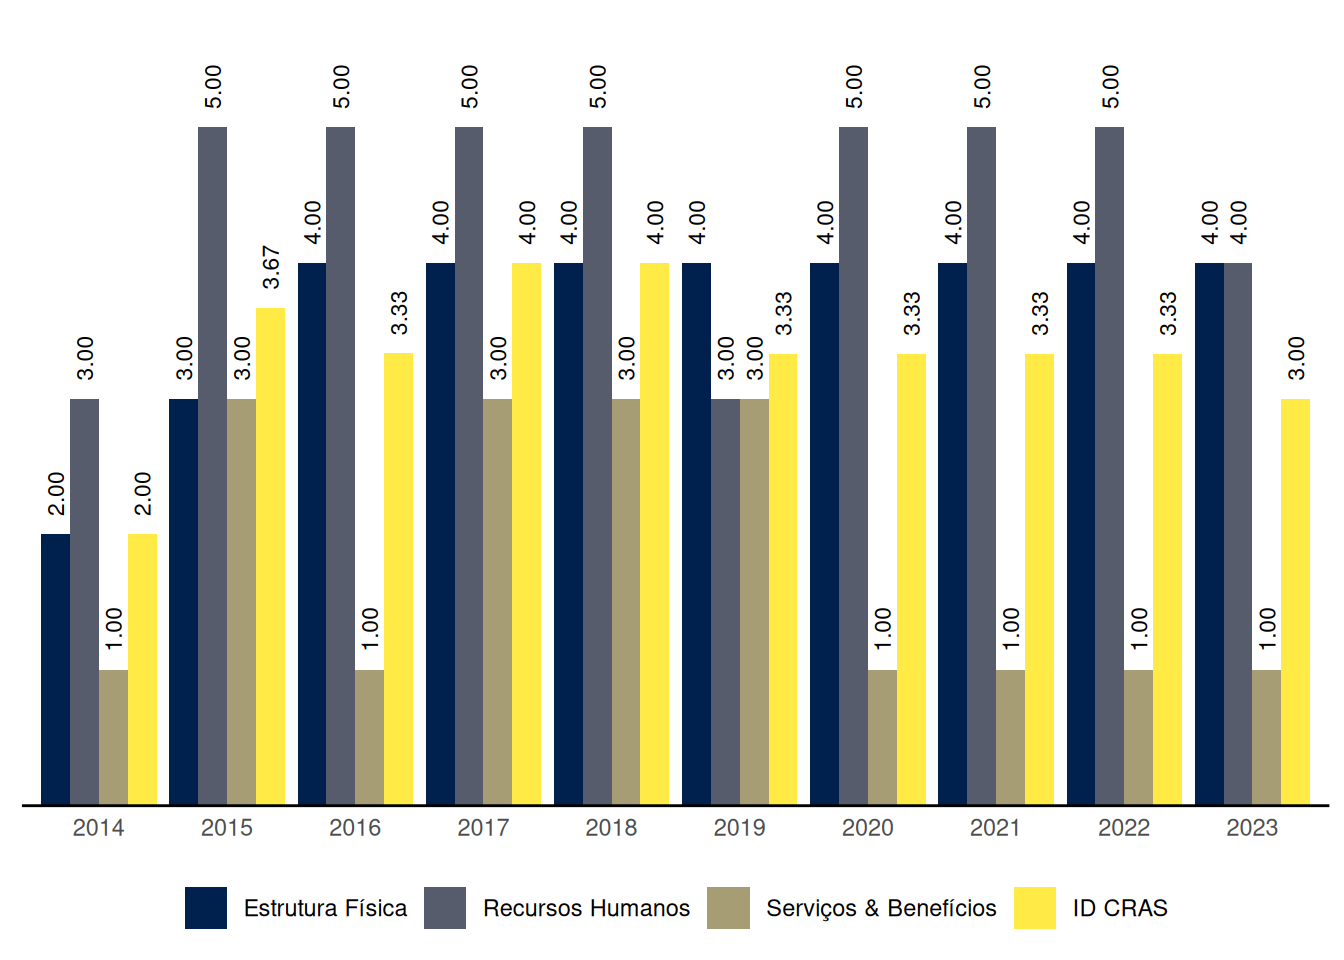 5.00 5.00 5.00 5.00 5.00 5.00 5.00
4.00 4.00 4.00 4.00 4.00 4.00 4.00 4.00 4.00 4.00 4.00
3.67
3.33 3.33 3.33 3.33 3.33
3.00 3.00 3.00 3.00 3.00 3.00 3.00 3.00
2.00 2.00
1.00 1.00 1.00 1.00 1.00 1.00
2014 2015 2016 2017 2018 2019 2020 2021 2022 2023
Estrutura Física Recursos Humanos Serviços & Benefícios ID CRAS